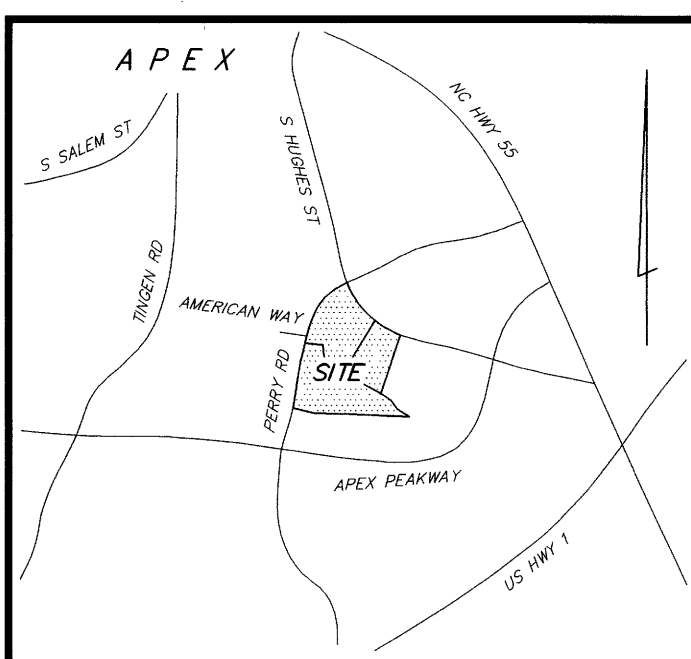 APEX
NC HWY 55
S SALEM ST
S HUGHES ST
TINGEN RD
AMERICAN WAY
SITE
PERRY RD
APEX PEAKWAY
US HWY 1